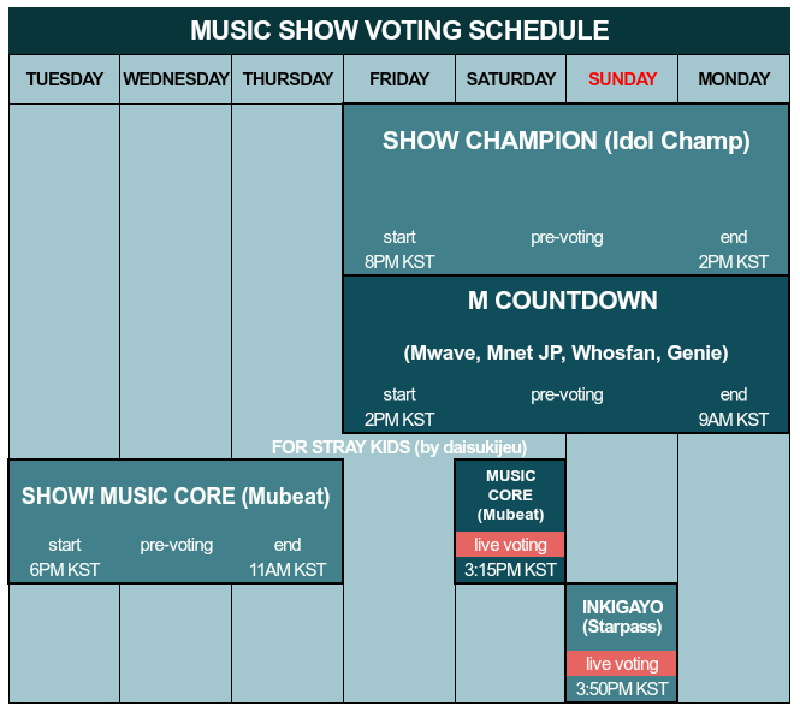 MUSIC SHOW VOTING SCHEDULE
TUESDAY WEDNESDAY THURSDAY FRIDAY SATURDAY SUNDAY MONDAY
SHOW CHAMPION (Idol Champ)
start pre-voting end
8PM KST 2PM KST
M COUNTDOWN
(Mwave, Mnet JP, Whosfan, Genie)
start pre-voting end
2PM KST 9AM KST
FOR STRAY KIDS (by daisukijeu)
SHOW! MUSIC CORE (Mubeat)
start pre-voting end
6PM KST 11AM KST
MUSIC
CORE
(Mubeat)
live voting
3:15PM KST
INKIGAYO
(Starpass)
live voting
3:50PM KST